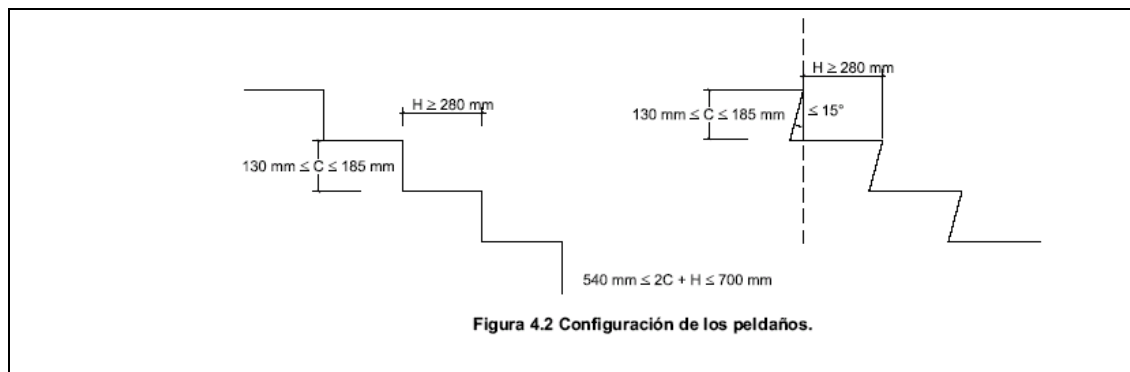 H ≥ 280 mm
130 mm ≤ C ≤ 185 mm
540 mm ≤ 2C + H ≤ 700 mm
H ≥ 280 mm
130 mm ≤ C ≤ 185 mm
≤ 15°
Figura 4.2 Configuración de los peldaños.